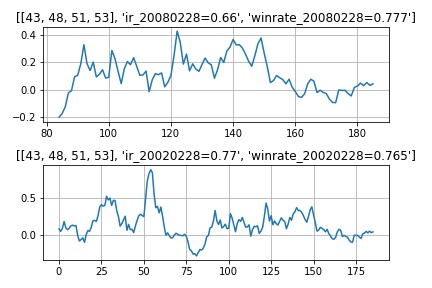 [[43, 48, 51, 53], 'ir_20080228=0.66', 'winrate_20080228=0.777']
0.4
0.2
0.0
−0.2
80 100 120 140 160 180
[[43, 48, 51, 53], 'ir_20020228=0.77', 'winrate_20020228=0.765']
0.5
0.0
0 25 50 75 100 125 150 175